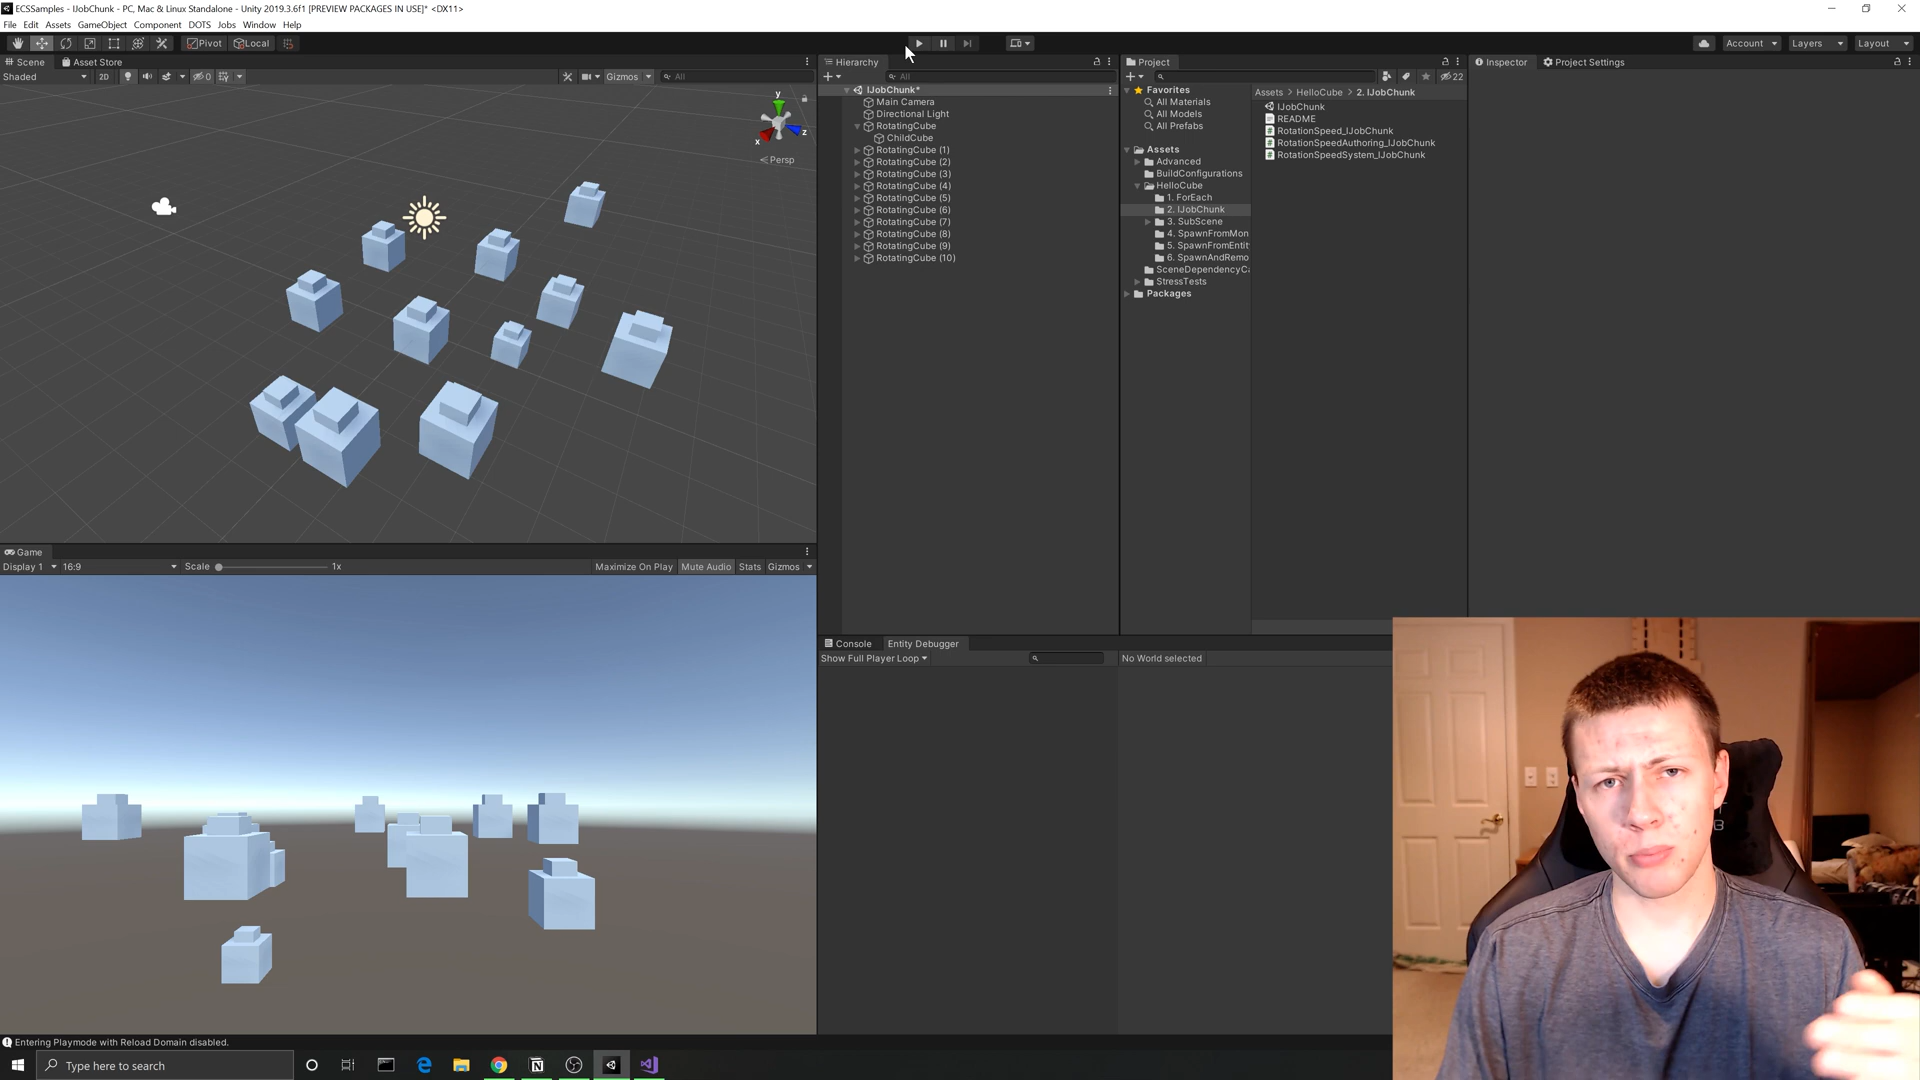 ECSSamples - IJobChunk - PC, Mac & Linux Standalone - Unity 2019.3.6f1 [PREVIEW PACKAGES IN USE]* <DX11>
File Edit Assets GameObject Component DOTS Jobs Window Help
Pivot Local Account Layers Layout
Scene Asset Store
Shaded 2D 0 Gizmos All
y
x
z
Persp
Hierarchy
All
IJobChunk*
Main Camera
Directional Light
RotatingCube
ChildCube
RotatingCube (1)
RotatingCube (2)
RotatingCube (3)
RotatingCube (4)
RotatingCube (5)
RotatingCube (6)
RotatingCube (7)
RotatingCube (8)
RotatingCube (9)
RotatingCube (10)
Project
22
Favorites
All Materials
All Models
All Prefabs
Assets
Advanced
BuildConfigurations
HelloCube
1. ForEach
2. IJobChunk
3. SubScene
4. SpawnFromMon
5. SpawnFromEntit
6. SpawnAndRemo
SceneDependencyCa
StressTests
Packages
Assets HelloCube 2. IJobChunk
IJobChunk
README
RotationSpeed_IJobChunk
RotationSpeedAuthoring_IJobChunk
RotationSpeedSystem_IJobChunk
Inspector Project Settings
Game
Display 1 16:9 Scale 1x Maximize On Play Mute Audio Stats Gizmos
Console Entity Debugger
Show Full Player Loop No World selected
Entering Playmode with Reload Domain disabled.
Type here to search